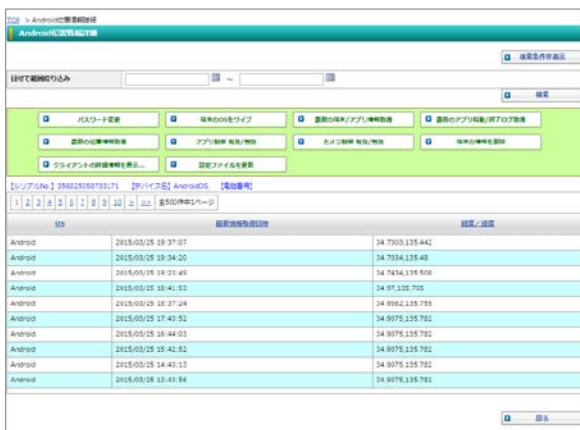 TOP > Android位置情報詳細
Android位置情報詳細
検索条件非表示
日付で範囲絞り込み ～
検索
パスワード変更 端末のOSをワイプ 最新の端末/アプリ情報取得 最新のアプリ起動/終了ログ取得
最新の位置情報取得 アプリ制御 有効/無効 カメラ制御 有効/無効 端末の情報を削除
クライアントの詳細情報を表示... 設定ファイルを更新
【シリアルNo.】 356825058733171 【デバイス名】 AndroidOS 【電話番号】
1 2 3 4 5 6 7 8 9 10 > >> 全500件中1ページ
OS 最新情報取得日時 経度／緯度
Android 2015/03/25 19:37:07 34.7303,135.442
Android 2015/03/25 19:34:20 34.7034,135.48
Android 2015/03/25 19:23:49 34.7434,135.508
Android 2015/03/25 18:41:53 34.97,135.755
Android 2015/03/25 18:37:24 34.9562,135.753
Android 2015/03/25 17:43:52 34.9075,135.782
Android 2015/03/25 16:44:03 34.9075,135.782
Android 2015/03/25 15:42:52 34.9075,135.782
Android 2015/03/25 14:43:13 34.9075,135.782
Android 2015/03/25 13:43:56 34.9075,135.782
戻る